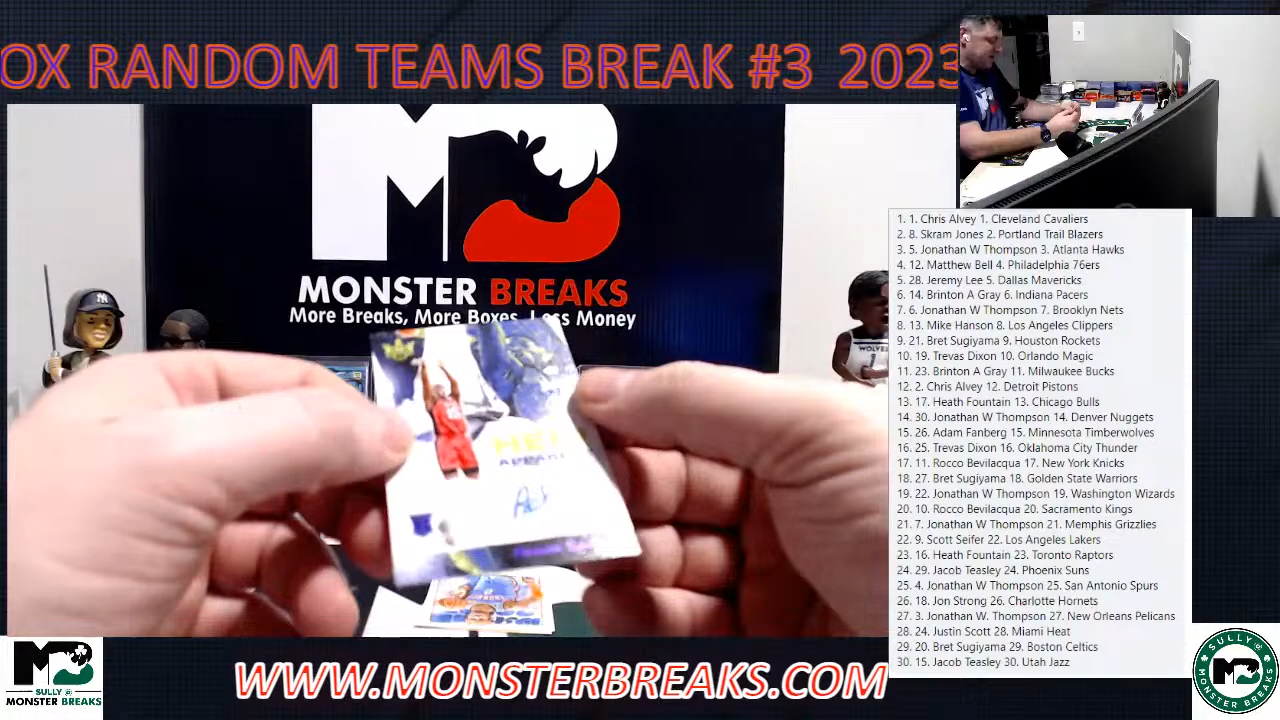 OX RANDOM TEAMS BREAK #3 2023
MONSTER BREAKS
More Breaks, More Boxes, Less Money
WOLVES
1
RC
1. 1. Chris Alvey 1. Cleveland Cavaliers
2. 8. Skram Jones 2. Portland Trail Blazers
3. 5. Jonathan W Thompson 3. Atlanta Hawks
4. 12. Matthew Bell 4. Philadelphia 76ers
5. 28. Jeremy Lee 5. Dallas Mavericks
6. 14. Brinton A Gray 6. Indiana Pacers
7. 6. Jonathan W Thompson 7. Brooklyn Nets
8. 13. Mike Hanson 8. Los Angeles Clippers
9. 21. Bret Sugiyama 9. Houston Rockets
10. 19. Trevas Dixon 10. Orlando Magic
11. 23. Brinton A Gray 11. Milwaukee Bucks
12. 2. Chris Alvey 12. Detroit Pistons
13. 17. Heath Fountain 13. Chicago Bulls
14. 30. Jonathan W Thompson 14. Denver Nuggets
15. 26. Adam Fanberg 15. Minnesota Timberwolves
16. 25. Trevas Dixon 16. Oklahoma City Thunder
17. 11. Rocco Bevilacqua 17. New York Knicks
18. 27. Bret Sugiyama 18. Golden State Warriors
19. 22. Jonathan W Thompson 19. Washington Wizards
20. 10. Rocco Bevilacqua 20. Sacramento Kings
21. 7. Jonathan W Thompson 21. Memphis Grizzlies
22. 9. Scott Seifer 22. Los Angeles Lakers
23. 16. Heath Fountain 23. Toronto Raptors
24. 29. Jacob Teasley 24. Phoenix Suns
25. 4. Jonathan W Thompson 25. San Antonio Spurs
26. 18. Jon Strong 26. Charlotte Hornets
27. 3. Jonathan W. Thompson 27. New Orleans Pelicans
28. 24. Justin Scott 28. Miami Heat
29. 20. Bret Sugiyama 29. Boston Celtics
30. 15. Jacob Teasley 30. Utah Jazz
SULLY @
MONSTER BREAKS
WWW.MONSTERBREAKS.COM
SULLY @
MONSTER BREAKS